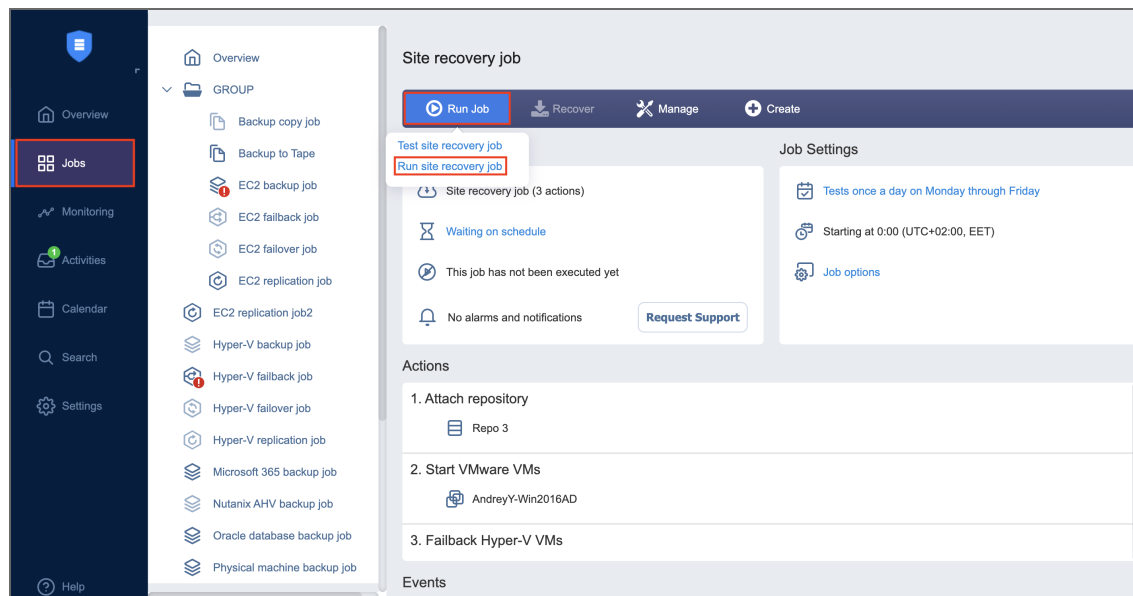 Overview
Jobs
Monitoring
1
Activities
Calendar
Search
Settings
Help
Overview
GROUP
Backup copy job
Backup to Tape
EC2 backup job
EC2 failback job
EC2 failover job
EC2 replication job
EC2 replication job2
Hyper-V backup job
Hyper-V failback job
Hyper-V failover job
Hyper-V replication job
Microsoft 365 backup job
Nutanix AHV backup job
Oracle database backup job
Physical machine backup job
Site recovery job
Run Job Recover Manage Create
Test site recovery job
Run site recovery job
Site recovery job (3 actions)
Waiting on schedule
This job has not been executed yet
No alarms and notifications Request Support
Job Settings
Tests once a day on Monday through Friday
Starting at 0:00 (UTC+02:00, EET)
Job options
Actions
1. Attach repository
Repo 3
2. Start VMware VMs
AndreyY-Win2016AD
3. Failback Hyper-V VMs
Events